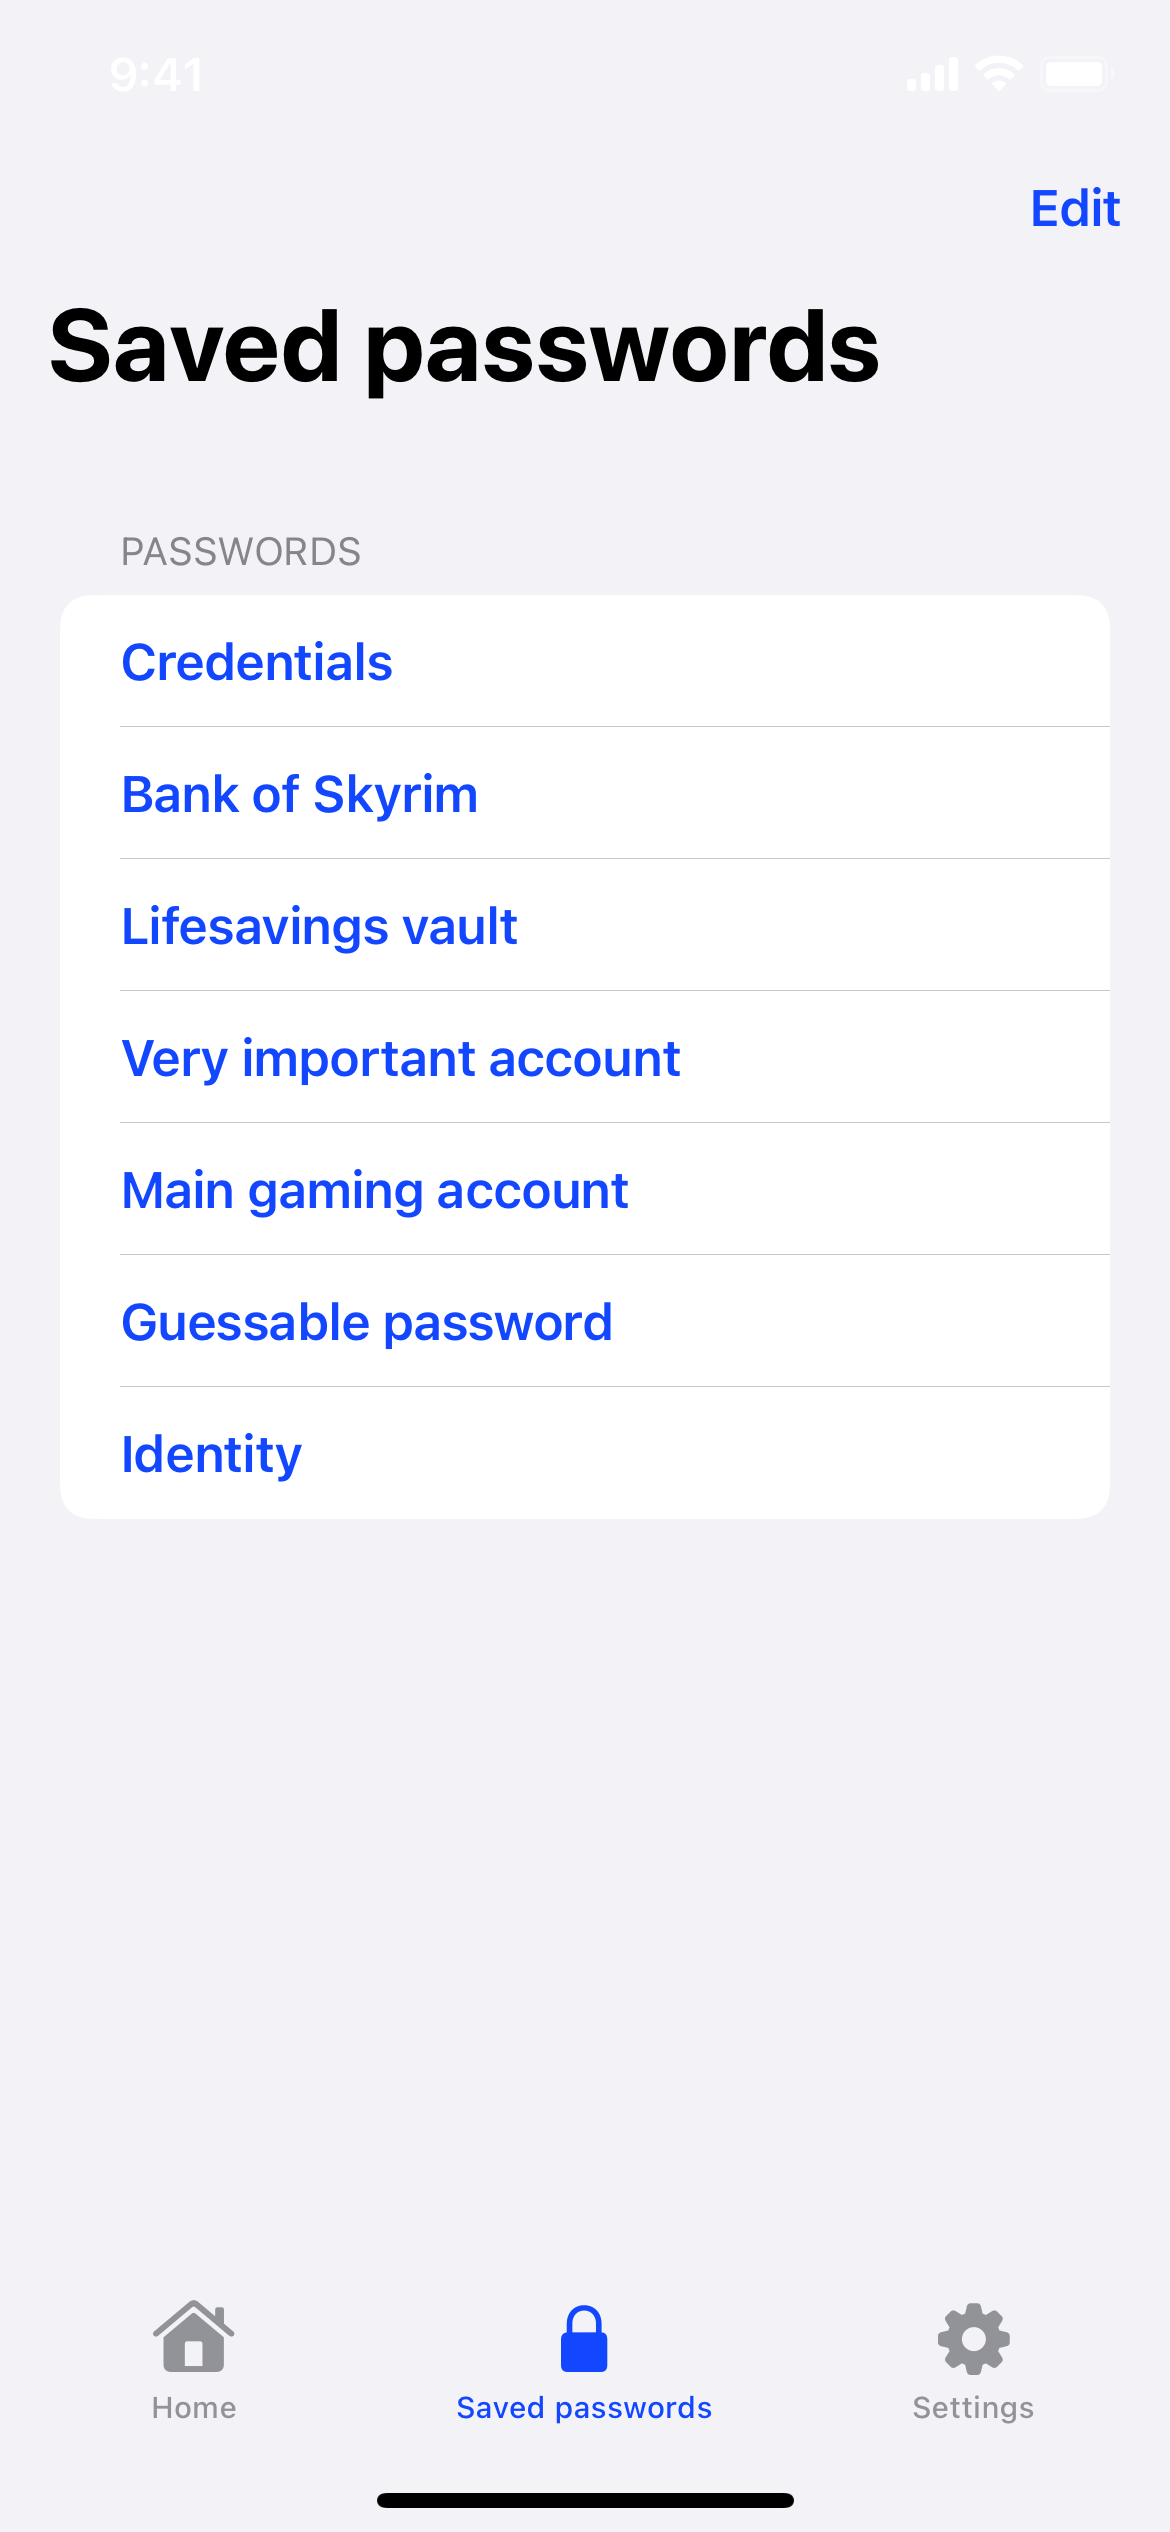 9:41
Edit
Saved passwords
PASSWORDS
Credentials
Bank of Skyrim
Lifesavings vault
Very important account
Main gaming account
Guessable password
Identity
Home
Saved passwords
Settings